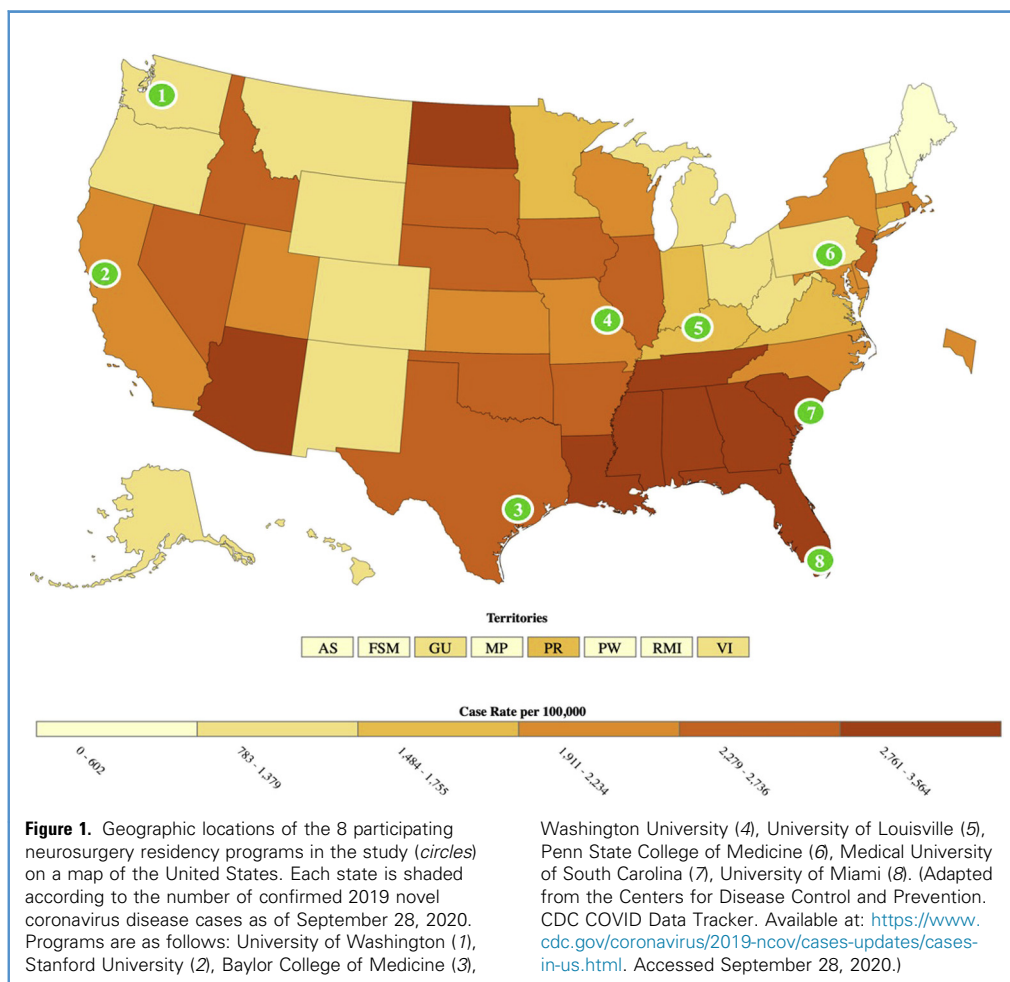 1
2
6
4
5
7
3
8
Territories
AS FSM GU MP PR PW RMI VI
Case Rate per 100,000
0 - 602
783 - 1,379
1,484 - 1,755
1,911 - 2,234
2,279 - 2,736
2,761 - 3,564
Figure 1. Geographic locations of the 8 participating
neurosurgery residency programs in the study (circles)
on a map of the United States. Each state is shaded
according to the number of confirmed 2019 novel
coronavirus disease cases as of September 28, 2020.
Programs are as follows: University of Washington (1),
Stanford University (2), Baylor College of Medicine (3),
Washington University (4), University of Louisville (5),
Penn State College of Medicine (6), Medical University
of South Carolina (7), University of Miami (8). (Adapted
from the Centers for Disease Control and Prevention.
CDC COVID Data Tracker. Available at: https://www.
cdc.gov/coronavirus/2019-ncov/cases-updates/cases-
in-us.html. Accessed September 28, 2020.)